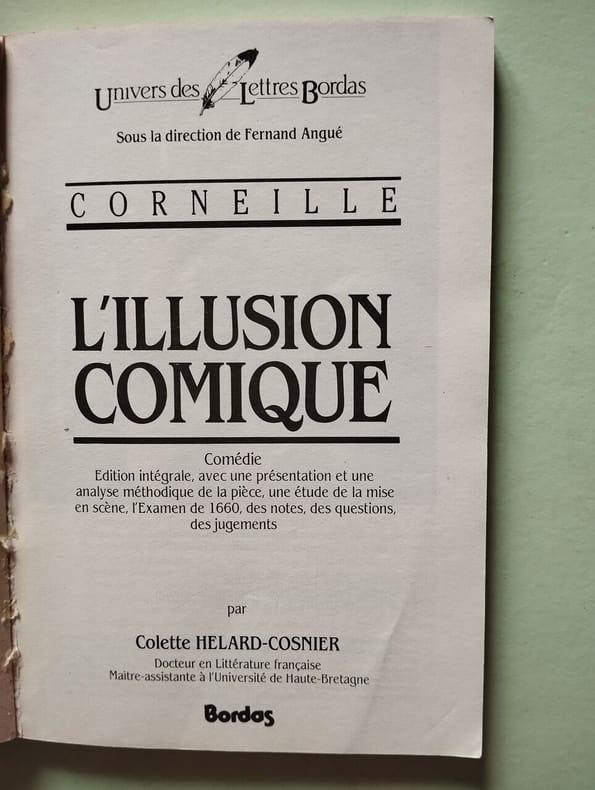 Univers des Lettres Bordas
Sous la direction de Fernand Angué
CORNEILLE
L'ILLUSION
COMIQUE
Comédie
Edition intégrale, avec une présentation et une
analyse méthodique de la pièce, une étude de la mise
en scène, l'Examen de 1660, des notes, des questions,
des jugements
par
Colette HELARD-COSNIER
Docteur en Littérature française
Maitre-assistante à l'Université de Haute-Bretagne
Bordas